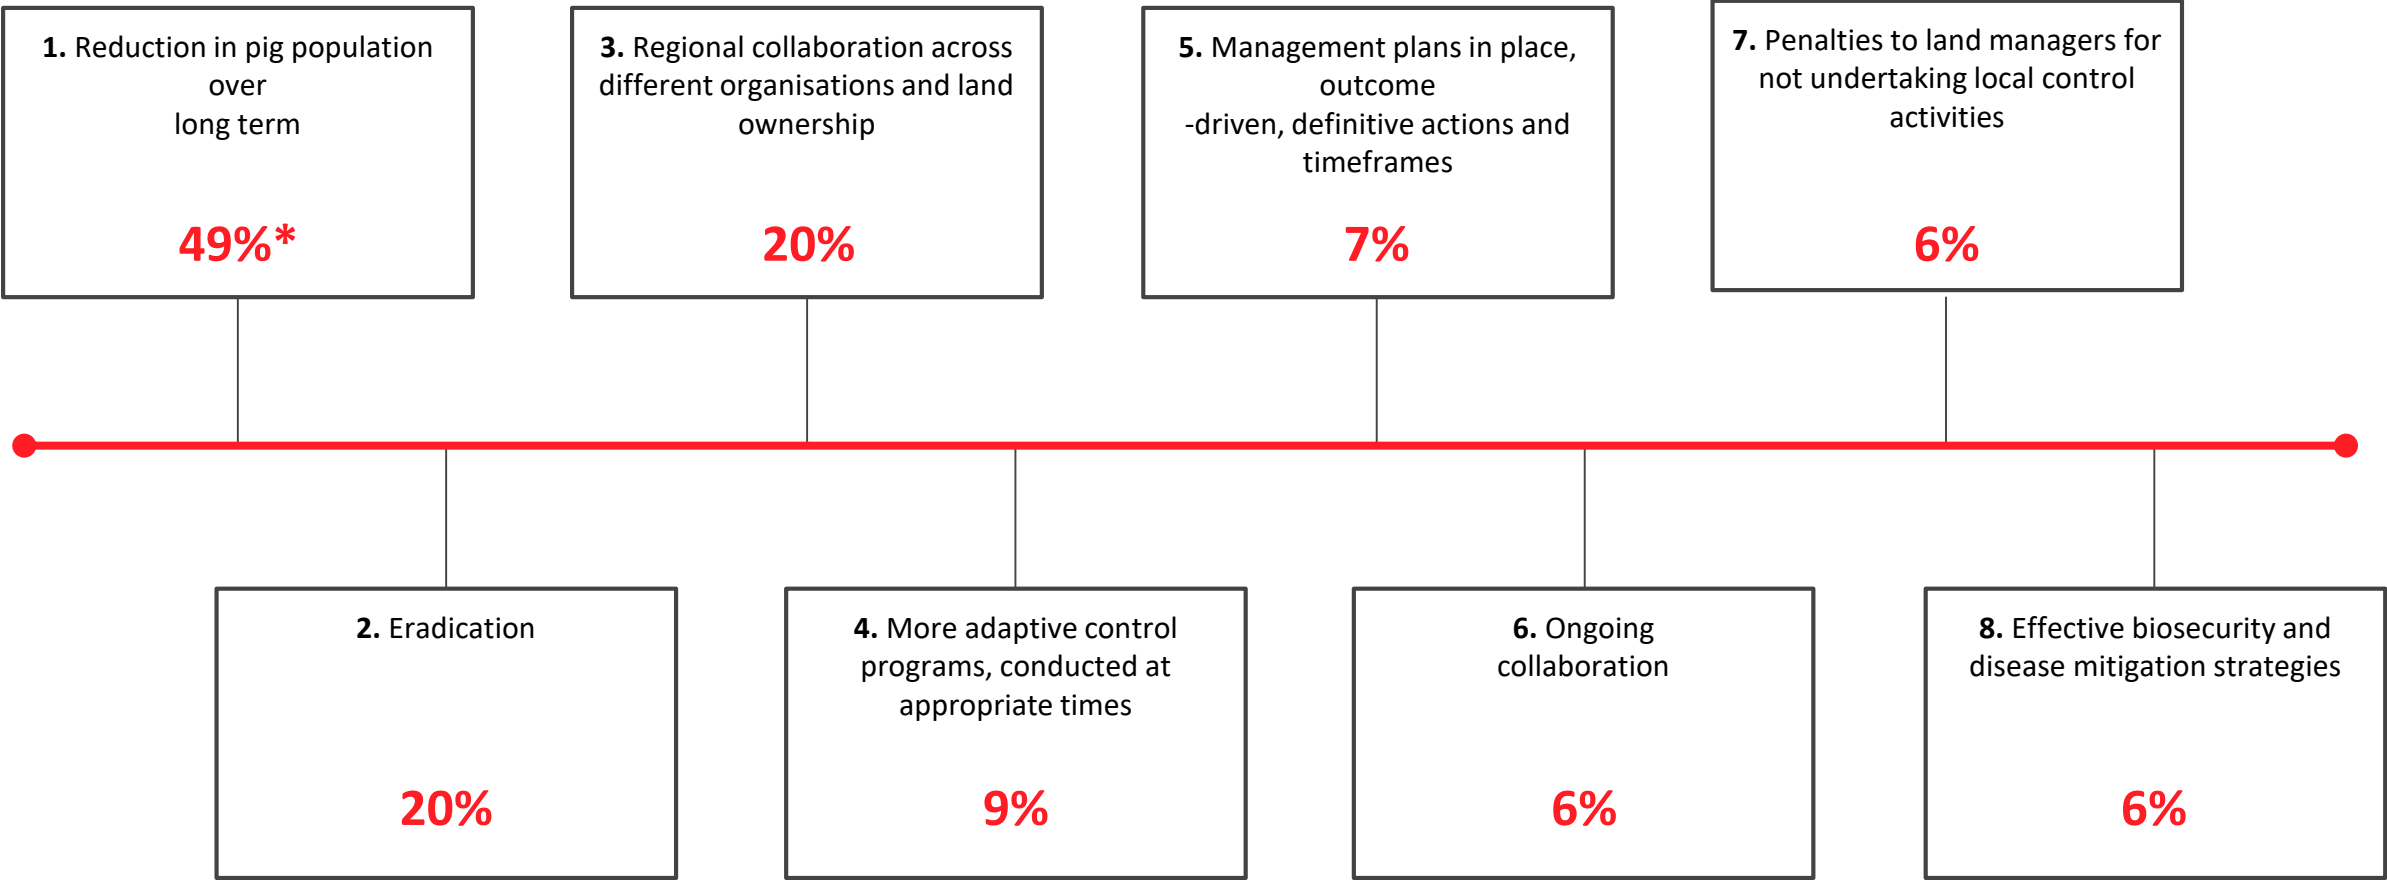 1. Reduction in pig population
over
long term
49%*
2. Eradication
20%
3. Regional collaboration across
different organisations and land
ownership
20%
4. More adaptive control
programs, conducted at
appropriate times
9%
5. Management plans in place,
outcome
-driven, definitive actions and
timeframes
7%
6. Ongoing
collaboration
6%
7. Penalties to land managers for
not undertaking local control
activities
6%
8. Effective biosecurity and
disease mitigation strategies
6%